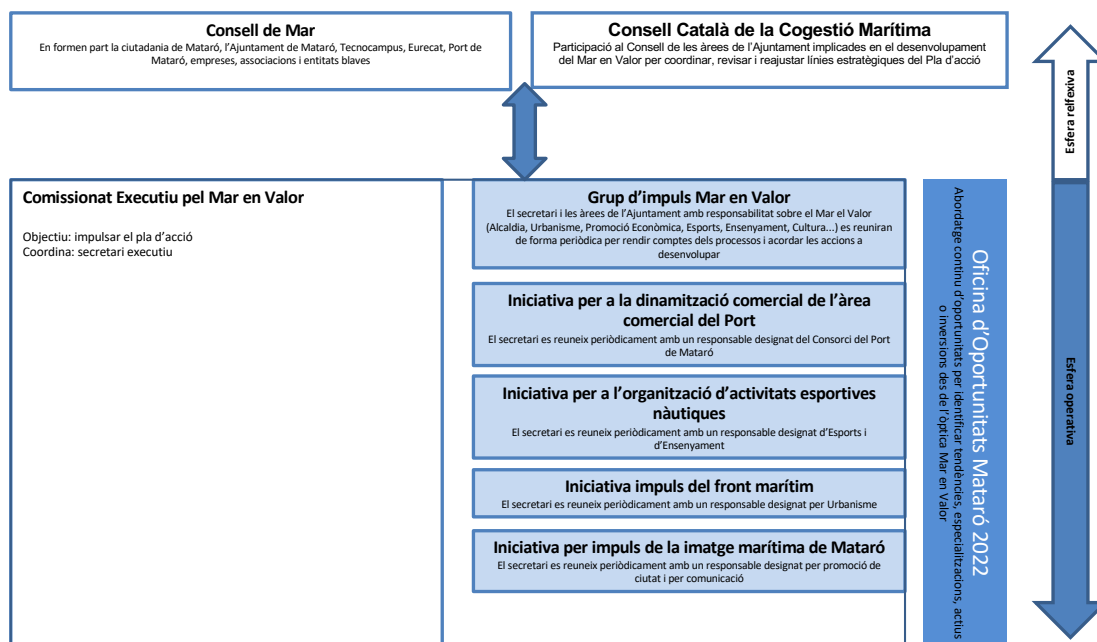 Consell de Mar
En formen part la ciutadania de Mataró, l'Ajuntament de Mataró, Tecnocampus, Eurecat, Port de
Mataró, empreses, associacions i entitats blaves
Consell Català de la Cogestió Marítima
Participació al Consell de les àrees de l'Ajuntament implicades en el desenvolupament
del Mar en Valor per coordinar, revisar i reajustar línies estratègiques del Pla d'acció
Esfera relfexiva
Comissionat Executiu pel Mar en Valor
Objectiu: impulsar el pla d'acció
Coordina: secretari executiu
Grup d'impuls Mar en Valor
El secretari i les àrees de l'Ajuntament amb responsabilitat sobre el Mar el Valor
(Alcaldia, Urbanisme, Promoció Econòmica, Esports, Ensenyament, Cultura...) es reuniran
de forma periòdica per rendir comptes dels processos i acordar les accions a
desenvolupar
Iniciativa per a la dinamització comercial de l'àrea
comercial del Port
El secretari es reuneix periòdicament amb un responsable designat del Consorci del Port
de Mataró
Iniciativa per a l'organització d'activitats esportives
nàutiques
El secretari es reuneix periòdicament amb un responsable designat d'Esports i
d'Ensenyament
Iniciativa impuls del front marítim
El secretari es reuneix periòdicament amb un responsable designat per Urbanisme
Iniciativa per impuls de la imatge marítima de Mataró
El secretari es reuneix periòdicament amb un responsable designat per promoció de
ciutat i per comunicació
Oficina d'Oportunitats Mataró 2022
Abordatge continu d'oportunitats per identificar tendències, especialitzacions, actius
o inversions des de l'òptica Mar en Valor
Esfera operativa